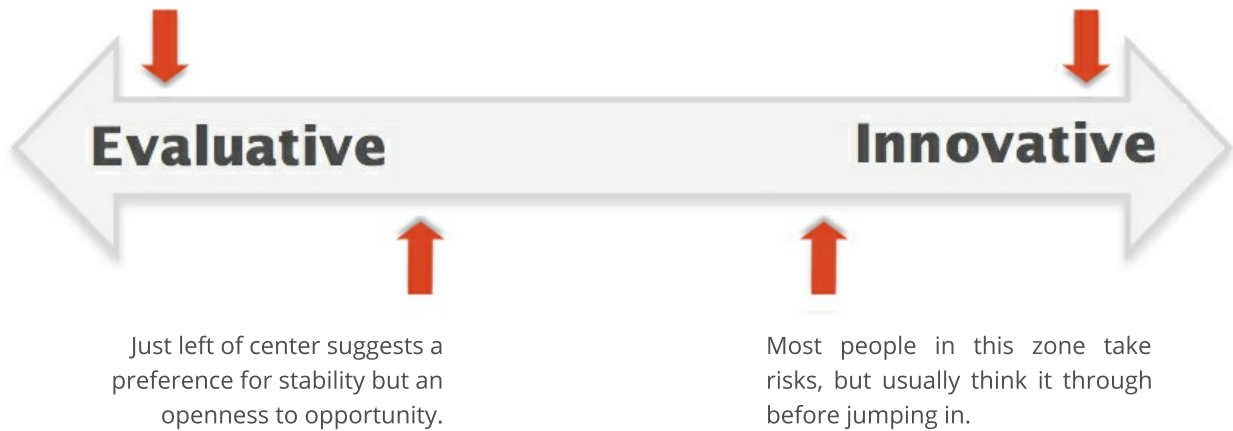 Evaluative
Innovative
Just left of center suggests a
preference for stability but an
openness to opportunity.
Most people in this zone take
risks, but usually think it through
before jumping in.